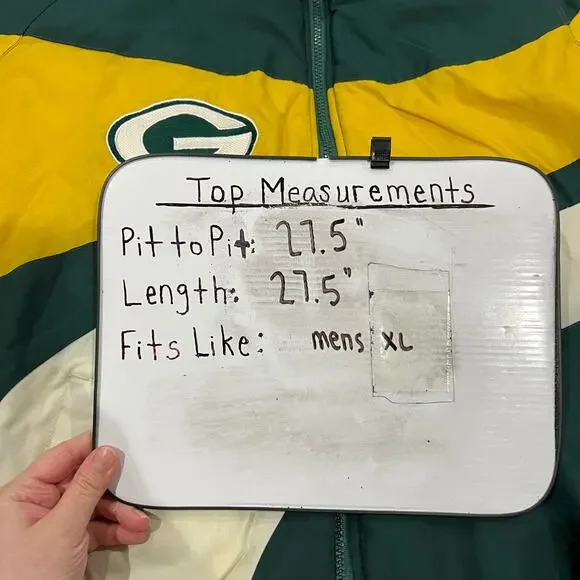 G
Top Measurements
Pit to Pit: 27.5"
Length: 27.5"
Fits Like: mens XL